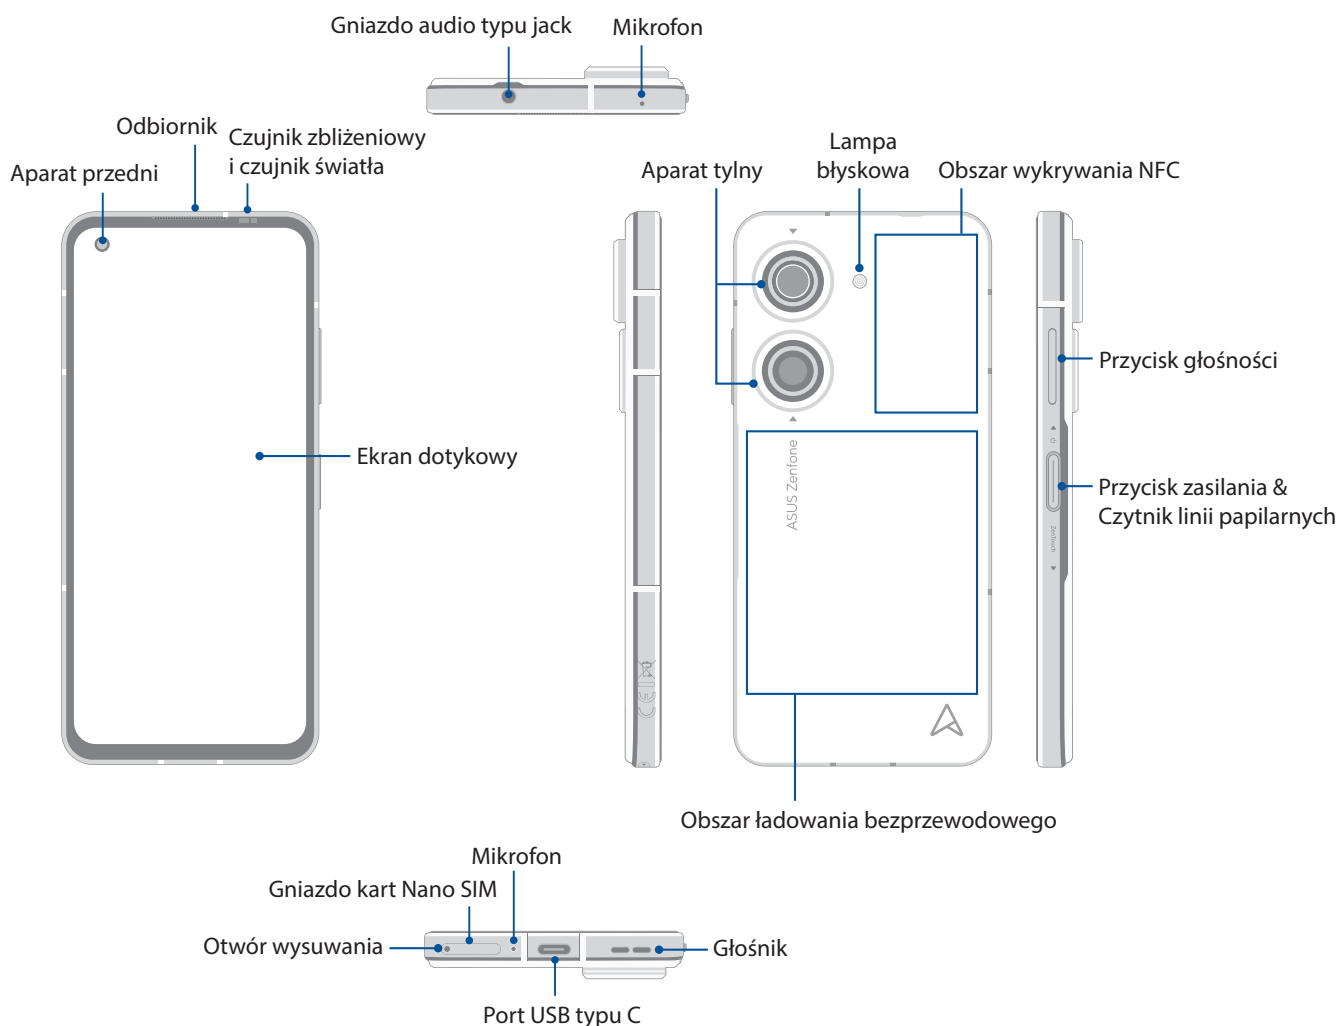 Gniazdo audio typu jack
Mikrofon
Odbiornik
Czujnik zbliżeniowy
i czujnik światła
Aparat przedni
Aparat tylny
Lampa
błyskowa
Obszar wykrywania NFC
Przycisk głośności
Ekran dotykowy
ASUS Zenfone
Przycisk zasilania &
Czytnik linii papilarnych
ZenTouch
CE
Obszar ładowania bezprzewodowego
Mikrofon
Gniazdo kart Nano SIM
Otwór wysuwania
Głośnik
Port USB typu C